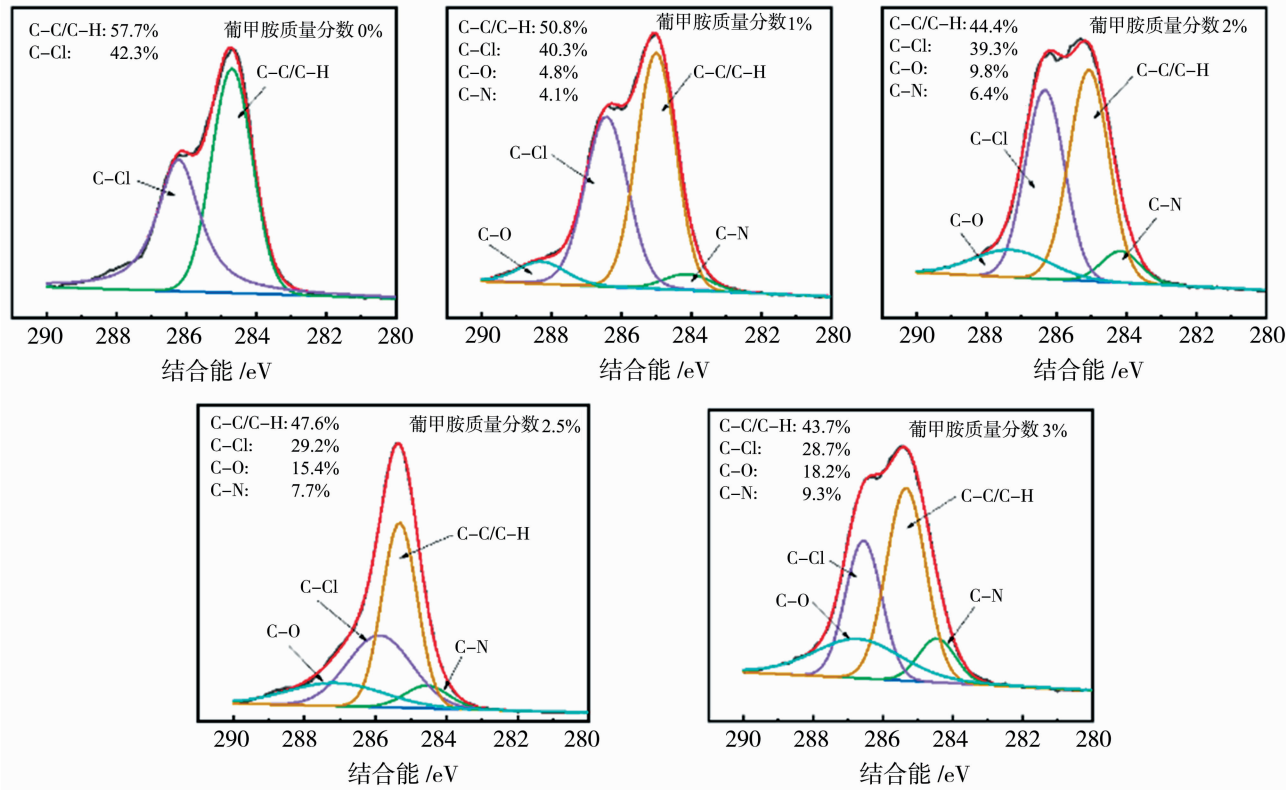 C–C/C–H: 57.7%
C–Cl: 42.3%
葡甲胺质量分数 0%
C–C/C–H
C–Cl
290 288 286 284 282 280
结合能 /eV
C–C/C–H: 50.8%
C–Cl: 40.3%
C–O: 4.8%
C–N: 4.1%
葡甲胺质量分数 1%
C–C/C–H
C–Cl
C–O
C–N
290 288 286 284 282 280
结合能 /eV
C–C/C–H: 44.4%
C–Cl: 39.3%
C–O: 9.8%
C–N: 6.4%
葡甲胺质量分数 2%
C–C/C–H
C–Cl
C–N
C–O
290 288 286 284 282 280
结合能 /eV
C–C/C–H: 47.6%
C–Cl: 29.2%
C–O: 15.4%
C–N: 7.7%
葡甲胺质量分数 2.5%
C–C/C–H
C–Cl
C–O
C–N
290 288 286 284 282 280
结合能 /eV
C–C/C–H: 43.7%
C–Cl: 28.7%
C–O: 18.2%
C–N: 9.3%
葡甲胺质量分数 3%
C–C/C–H
C–Cl
C–O
C–N
290 288 286 284 282 280
结合能 /eV